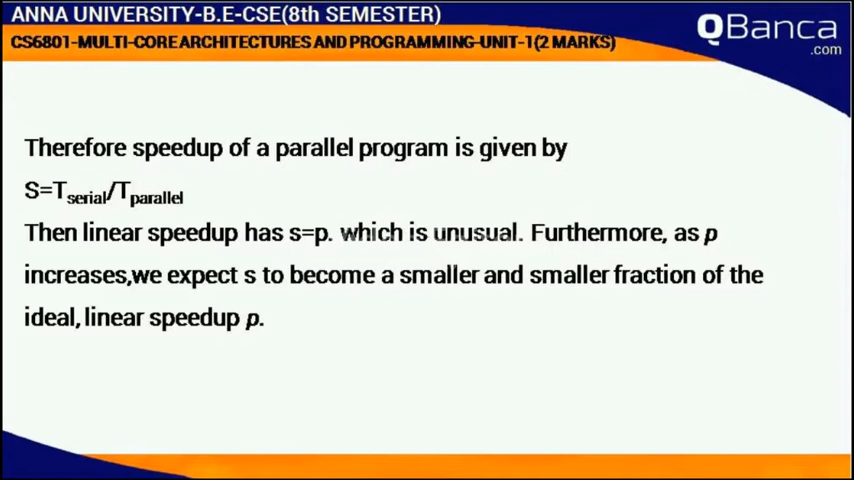 ANNA UNIVERSITY-B.E-CSE(8th SEMESTER)
CS6801-MULTI-CORE ARCHITECTURES AND PROGRAMMING-UNIT-1(2 MARKS)
QBanca
.com
Therefore speedup of a parallel program is given by
S=Tserial/Tparallel
Then linear speedup has s=p. which is unusual. Furthermore, as p
increases,we expect s to become a smaller and smaller fraction of the
ideal, linear speedup p.